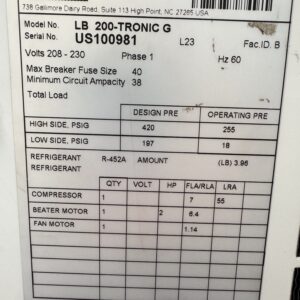 738 Gallimore Dairy Road, Suite 113 High Point, NC 27265 USA
Model No. LB 200-TRONIC G
Serial No. US100981 L23 Fac.ID. B
Volts 208 - 230 Phase 1 Hz 60
Max Breaker Fuse Size 40
Minimum Circuit Ampacity 38
Total Load
DESIGN PRE OPERATING PRE
HIGH SIDE, PSIG 420 255
LOW SIDE, PSIG 197 18
REFRIGERANT R-452A AMOUNT (LB) 3.96
REFRIGERANT
QTY VOLT HP FLA/RLA LRA
COMPRESSOR 1 7 55
BEATER MOTOR 1 2 6.4
FAN MOTOR 1 1.14